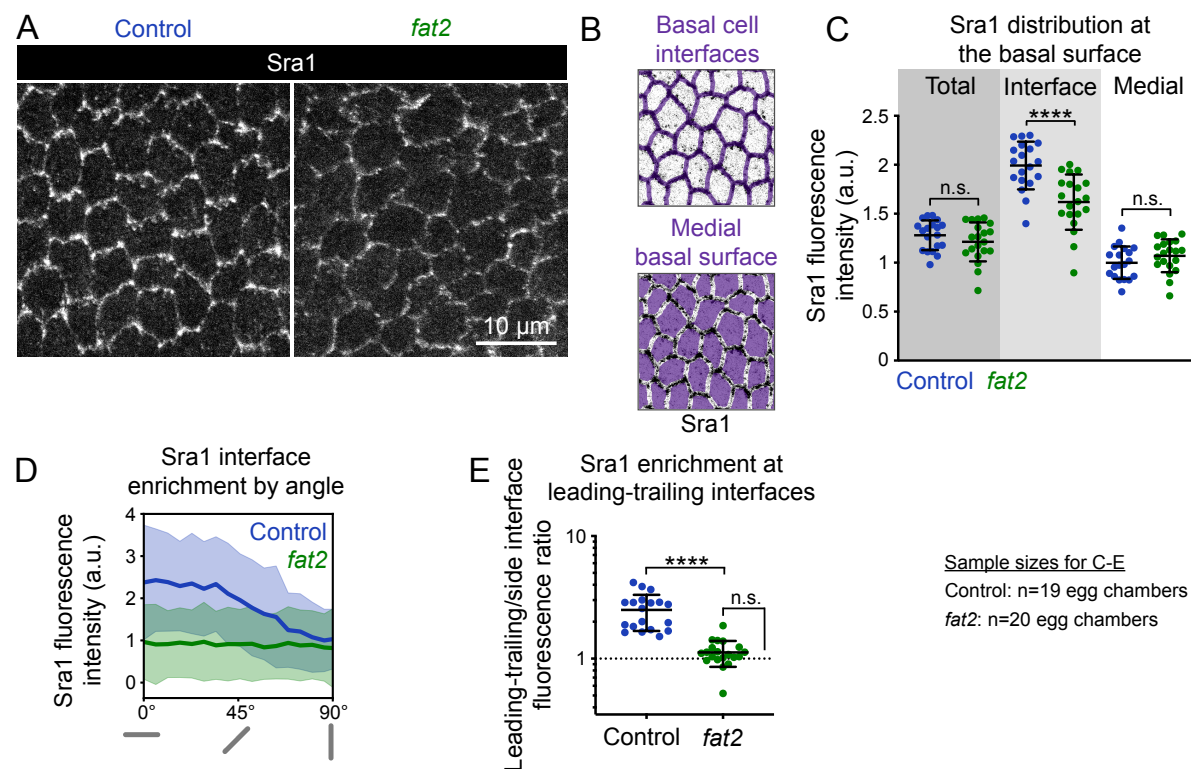 A
Control
fat2
Sra1
10 µm
B
Basal cell
interfaces
Medial
basal surface
Sra1
C
Sra1 distribution at
the basal surface
Total
Interface
Medial
Sra1 fluorescence
intensity (a.u.)
2.5
2
1.5
1
0.5
0
n.s.
****
n.s.
Control
fat2
D
Sra1 interface
enrichment by angle
Sra1 fluorescence
intensity (a.u.)
4
3
2
1
0
Control
fat2
0°
45°
90°
E
Sra1 enrichment at
leading-trailing interfaces
Leading-trailing/side interface
fluorescence ratio
10
1
****
n.s.
Control
fat2
Sample sizes for C-E
Control: n=19 egg chambers
fat2: n=20 egg chambers